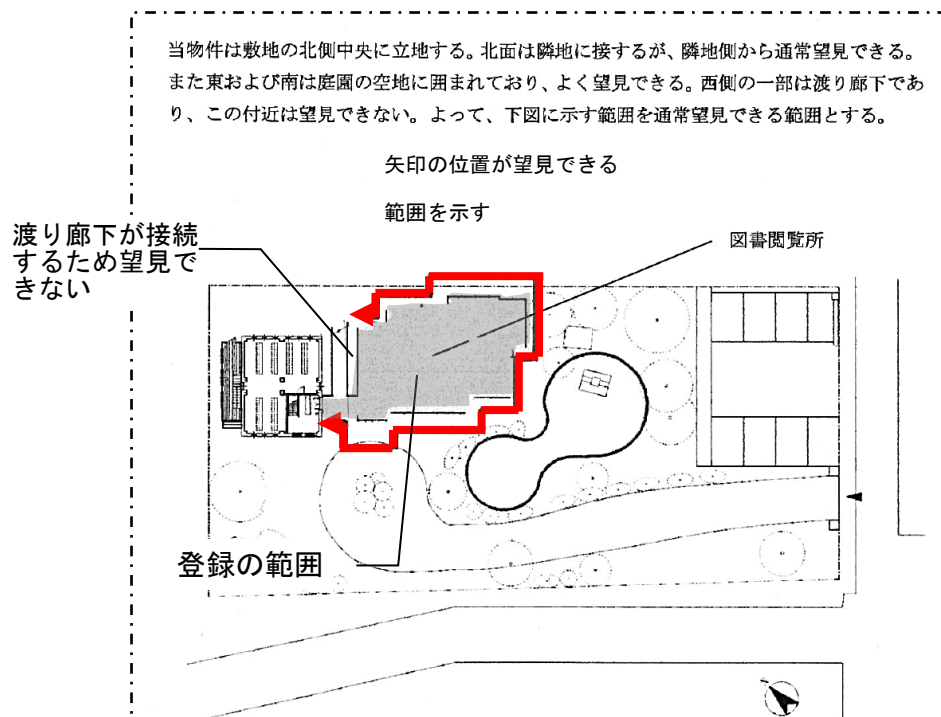 当物件は敷地の北側中央に立地する。北面は隣地に接するが、隣地側から通常望見できる。
また東および南は庭園の空地に囲まれており、よく望見できる。西側の一部は渡り廊下であ
り、この付近は望見できない。よって、下図に示す範囲を通常望見できる範囲とする。
矢印の位置が望見できる
範囲を示す
渡り廊下が接続
するため望見で
きない
図書閲覧所
登録の範囲